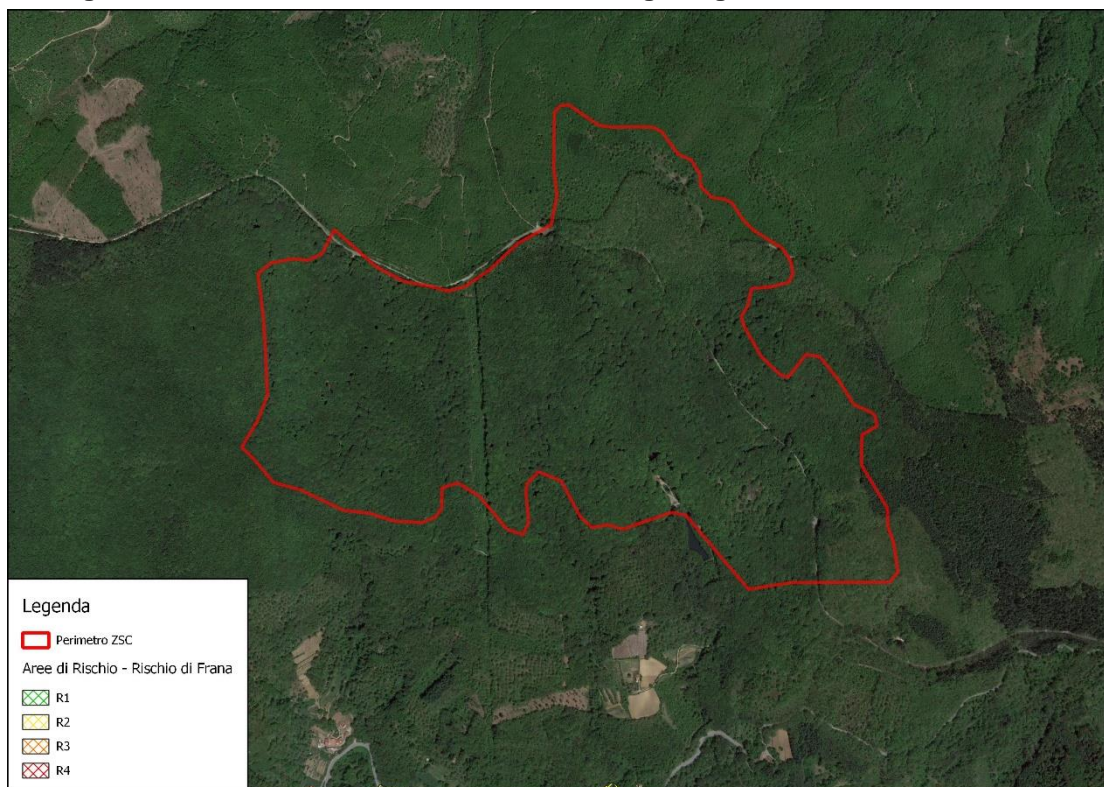 Legenda
Perimetro ZSC
Aree di Rischio - Rischio di Frana
R1
R2
R3
R4